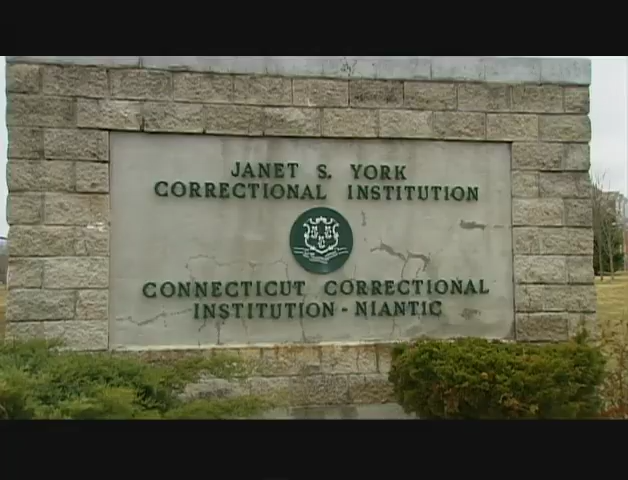 JANET S. YORK
CORRECTIONAL INSTITUTION
CONNECTICUT CORRECTIONAL
INSTITUTION - NIANTIC